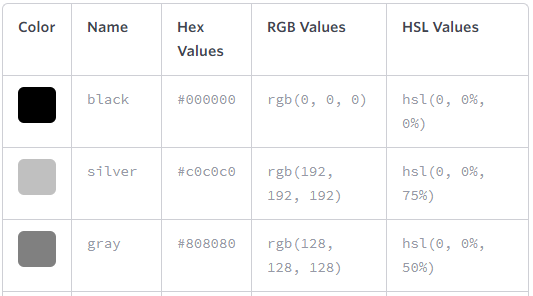 Color Name Hex Values RGB Values HSL Values
black #000000 rgb(0, 0, 0) hsl(0, 0%, 0%)
silver #c0c0c0 rgb(192, 192, 192) hsl(0, 0%, 75%)
gray #808080 rgb(128, 128, 128) hsl(0, 0%, 50%)